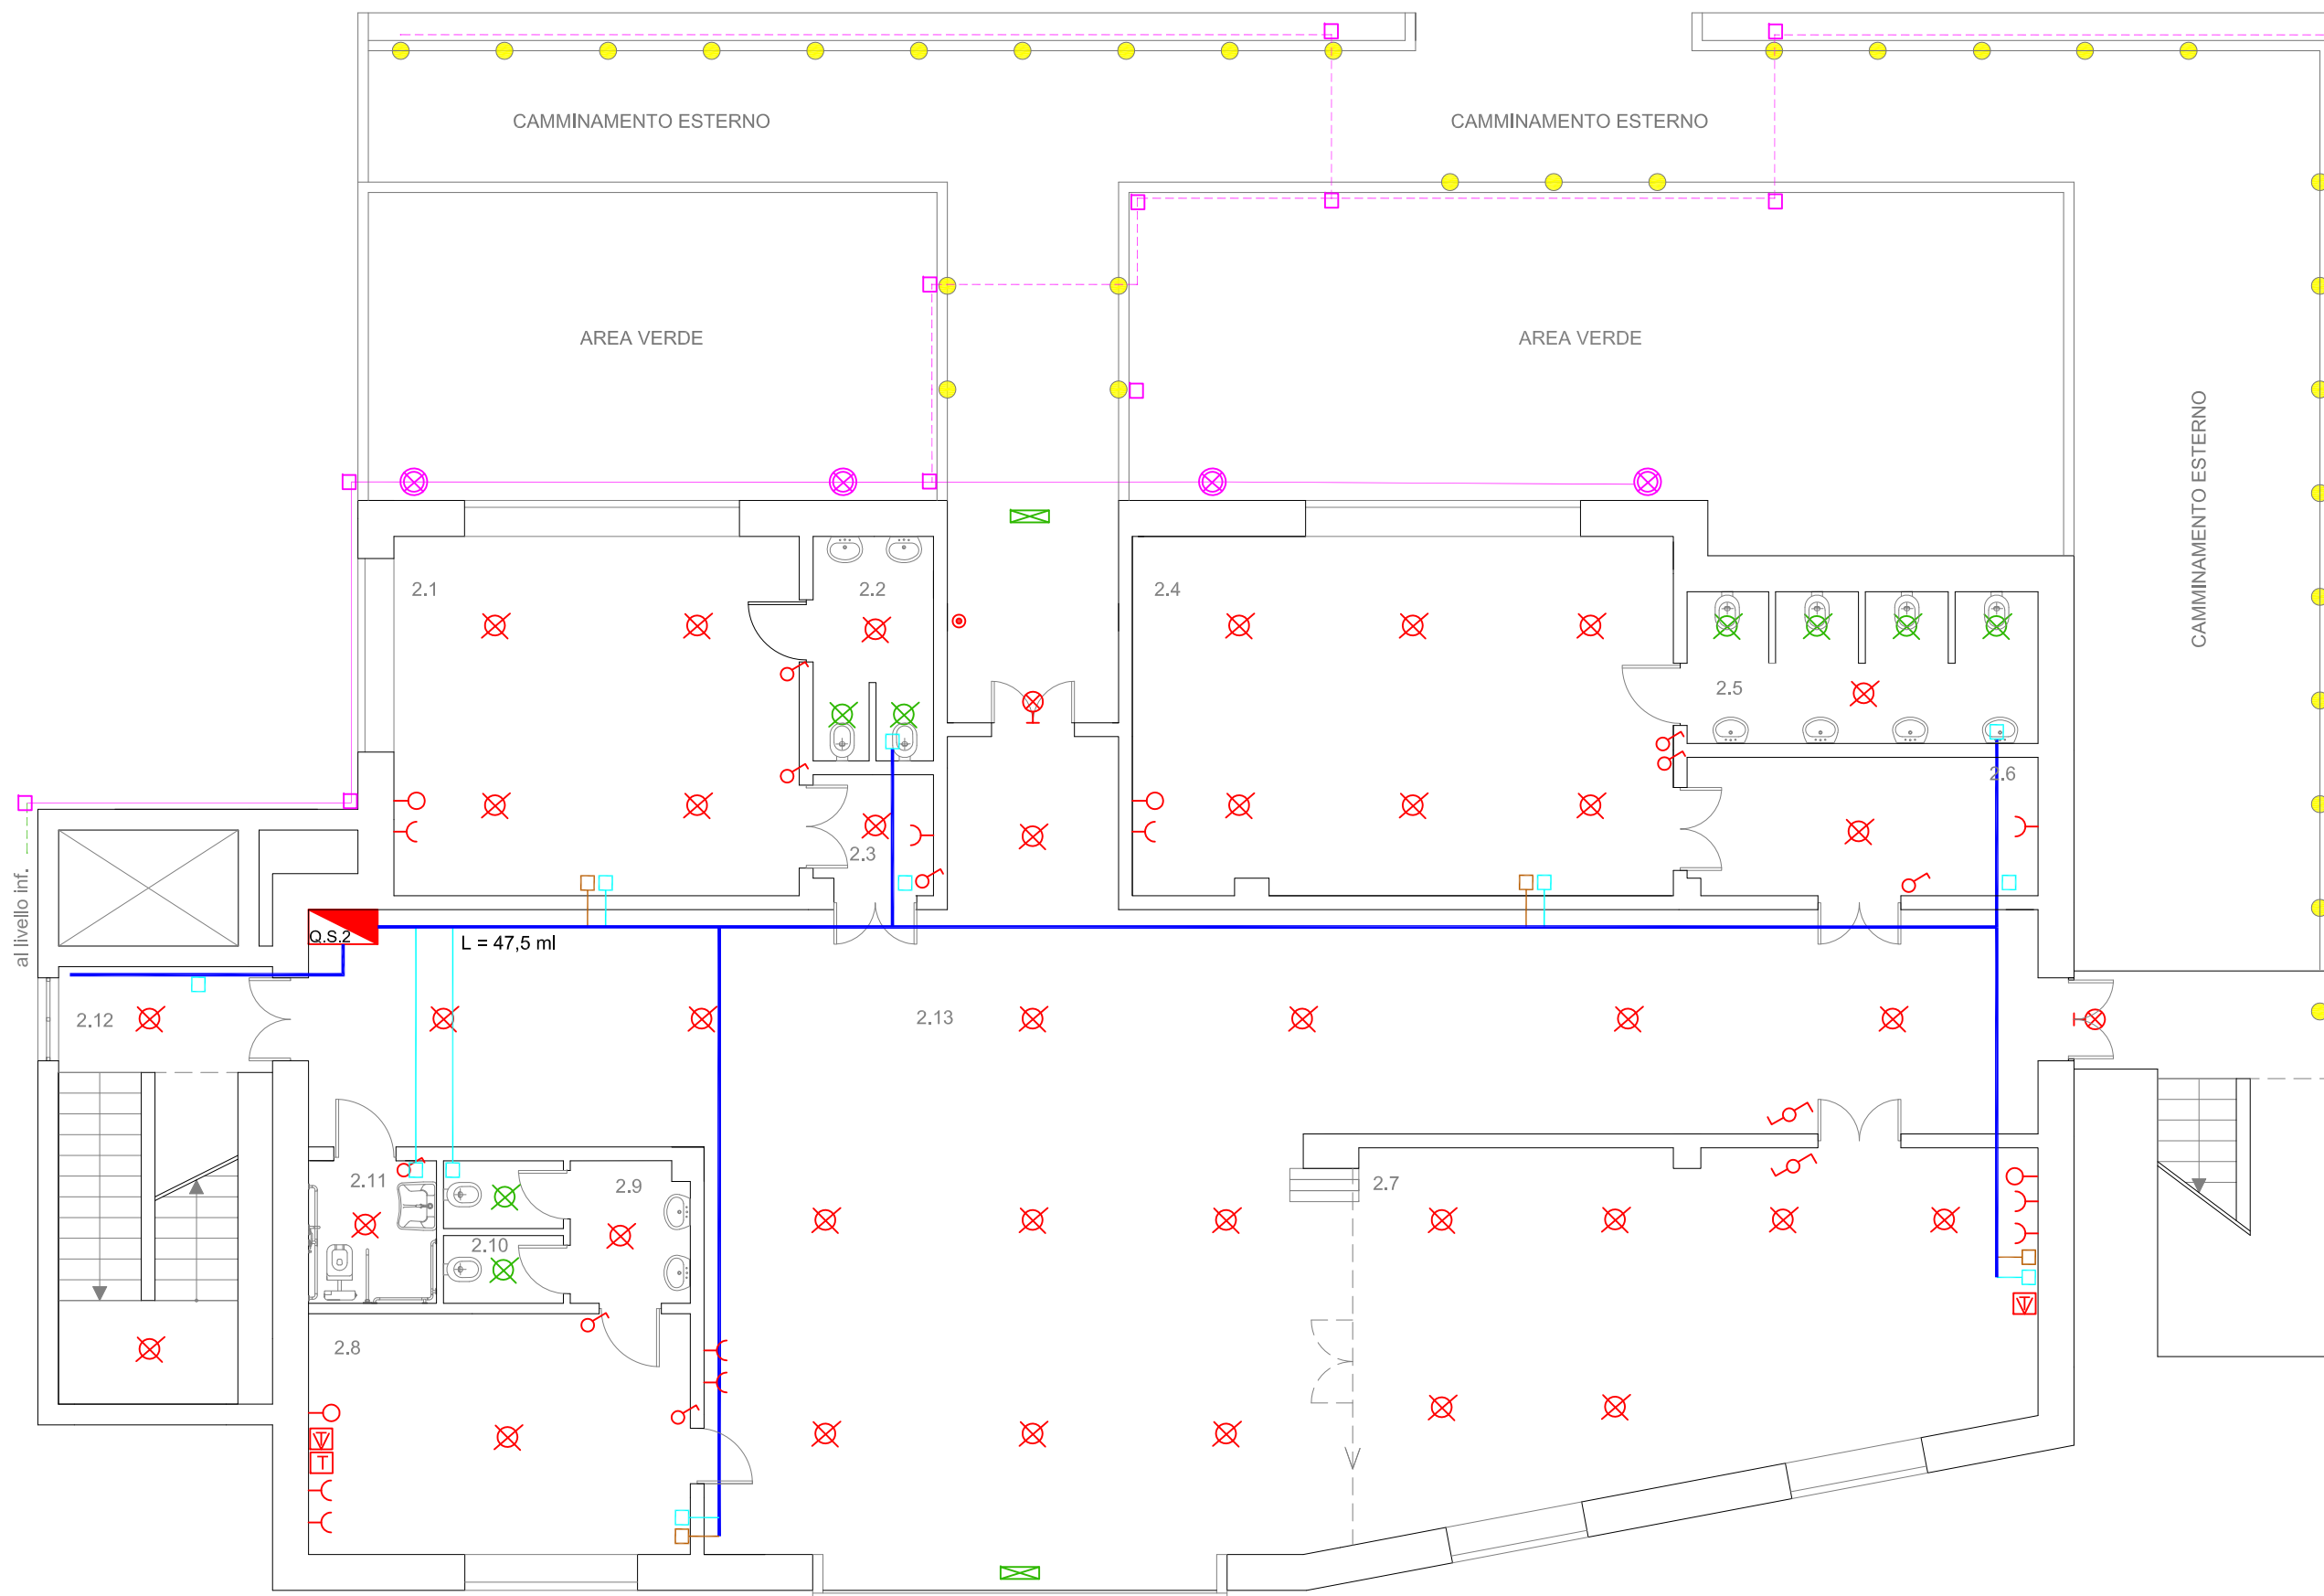 CAMMINAMENTO ESTERNO
CAMMINAMENTO ESTERNO
AREA VERDE
AREA VERDE
CAMMINAMENTO ESTERNO
2.1
2.2
2.4
2.5
2.6
2.3
al livello inf.
Q.S.2
L = 47,5 ml
2.12
2.13
2.11
2.9
2.7
2.10
2.8
TV
T
TV